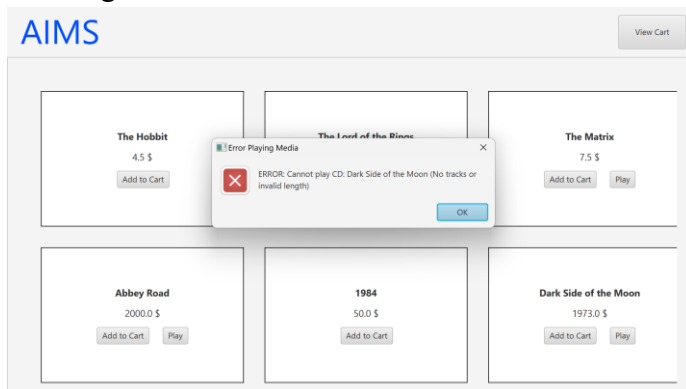 AIMS
View Cart
The Hobbit
4.5 $
Add to Cart
The Lord of the Rings
The Matrix
7.5 $
Add to Cart Play
Error Playing Media
ERROR: Cannot play CD: Dark Side of the Moon (No tracks or
invalid length)
OK
Abbey Road
2000.0 $
Add to Cart Play
1984
50.0 $
Add to Cart
Dark Side of the Moon
1973.0 $
Add to Cart Play